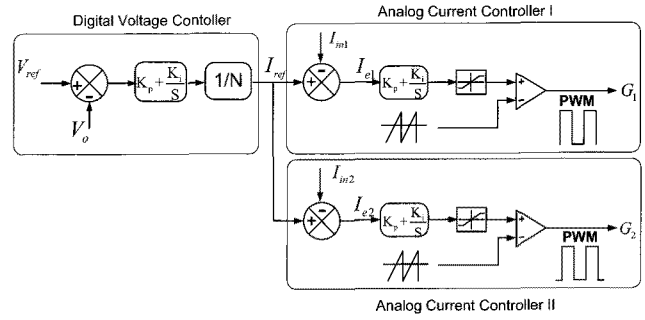 Digital Voltage Contoller
Analog Current Controller I
V_ref
+
-
V_o
K_p + K_i/S
1/N
I_ref
I_in1
-
+
I_e1
K_p + K_i/S
+
-
PWM
G_1
I_in2
-
+
I_e2
K_p + K_i/S
+
-
PWM
G_2
Analog Current Controller II